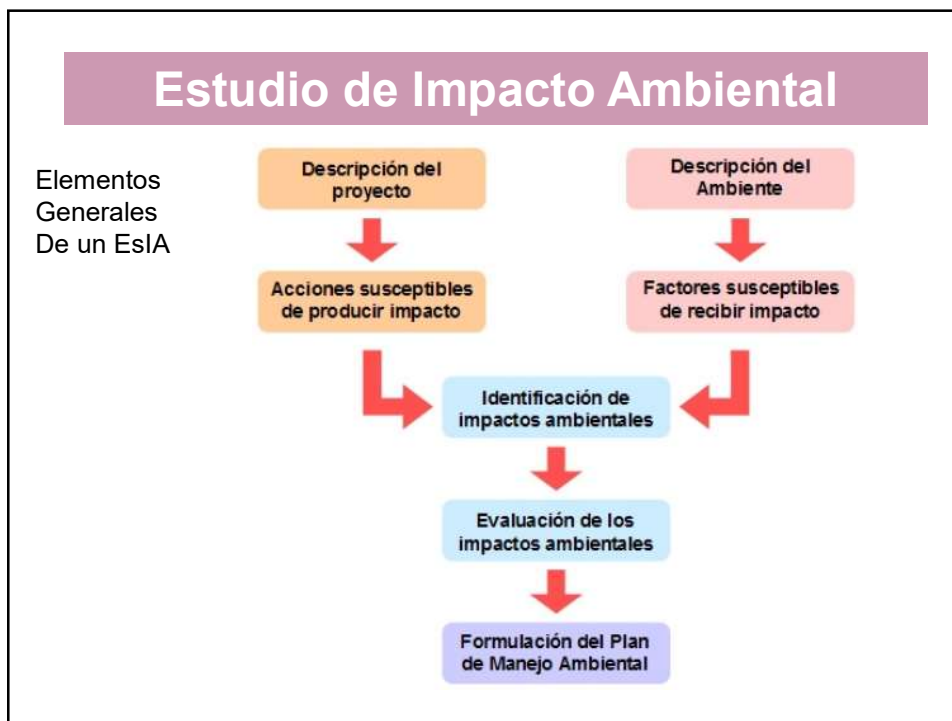 Estudio de Impacto Ambiental
Elementos
Generales
De un EsIA
Descripción del
proyecto
Descripción del
Ambiente
Acciones susceptibles
de producir impacto
Factores susceptibles
de recibir impacto
Identificación de
impactos ambientales
Evaluación de los
impactos ambientales
Formulación del Plan
de Manejo Ambiental